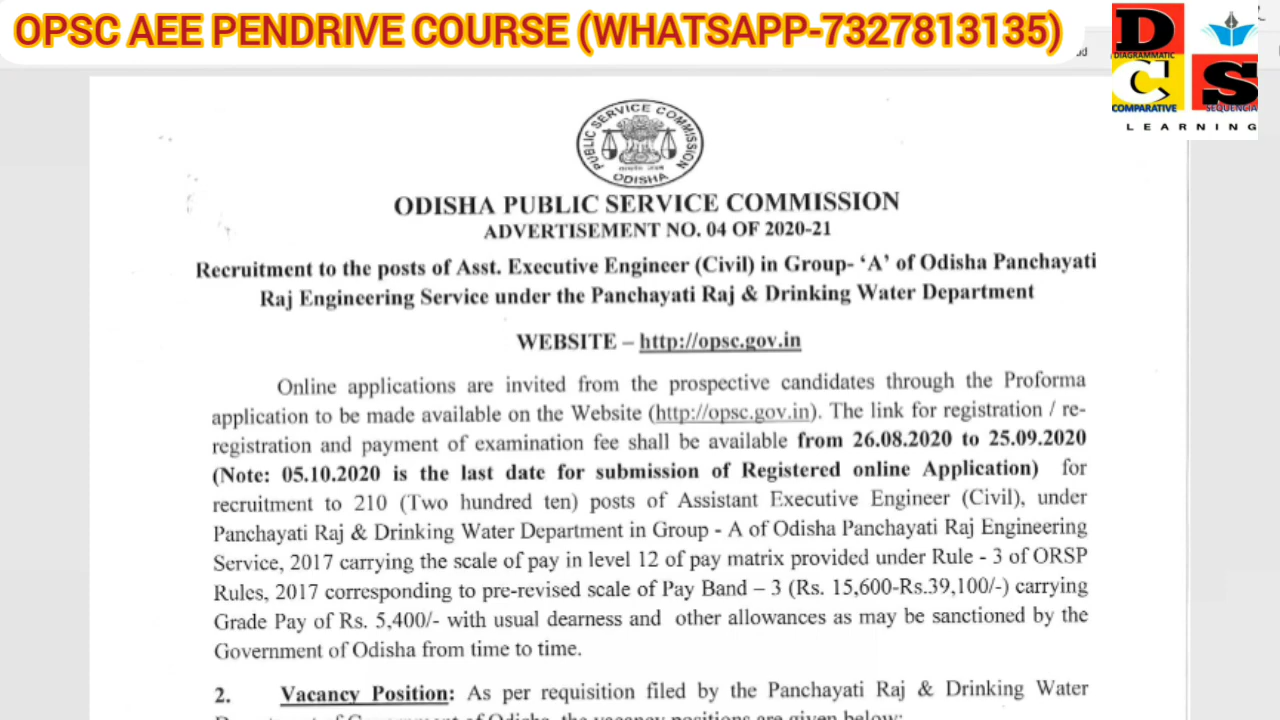 OPSC AEE PENDRIVE COURSE (WHATSAPP-7327813135)
D
DIAGRAMMATIC
C S
COMPARATIVE SEQUENCIA
LEARNING
PUBLIC SERVICE COMMISSION
ODISHA
ODISHA PUBLIC SERVICE COMMISSION
ADVERTISEMENT NO. 04 OF 2020-21
Recruitment to the posts of Asst. Executive Engineer (Civil) in Group- ‘A’ of Odisha Panchayati
Raj Engineering Service under the Panchayati Raj & Drinking Water Department
WEBSITE – http://opsc.gov.in
Online applications are invited from the prospective candidates through the Proforma
application to be made available on the Website (http://opsc.gov.in). The link for registration / re-
registration and payment of examination fee shall be available from 26.08.2020 to 25.09.2020
(Note: 05.10.2020 is the last date for submission of Registered online Application) for
recruitment to 210 (Two hundred ten) posts of Assistant Executive Engineer (Civil), under
Panchayati Raj & Drinking Water Department in Group - A of Odisha Panchayati Raj Engineering
Service, 2017 carrying the scale of pay in level 12 of pay matrix provided under Rule - 3 of ORSP
Rules, 2017 corresponding to pre-revised scale of Pay Band – 3 (Rs. 15,600-Rs.39,100/-) carrying
Grade Pay of Rs. 5,400/- with usual dearness and other allowances as may be sanctioned by the
Government of Odisha from time to time.
2. Vacancy Position: As per requisition filed by the Panchayati Raj & Drinking Water
the vacancy positions are given below: